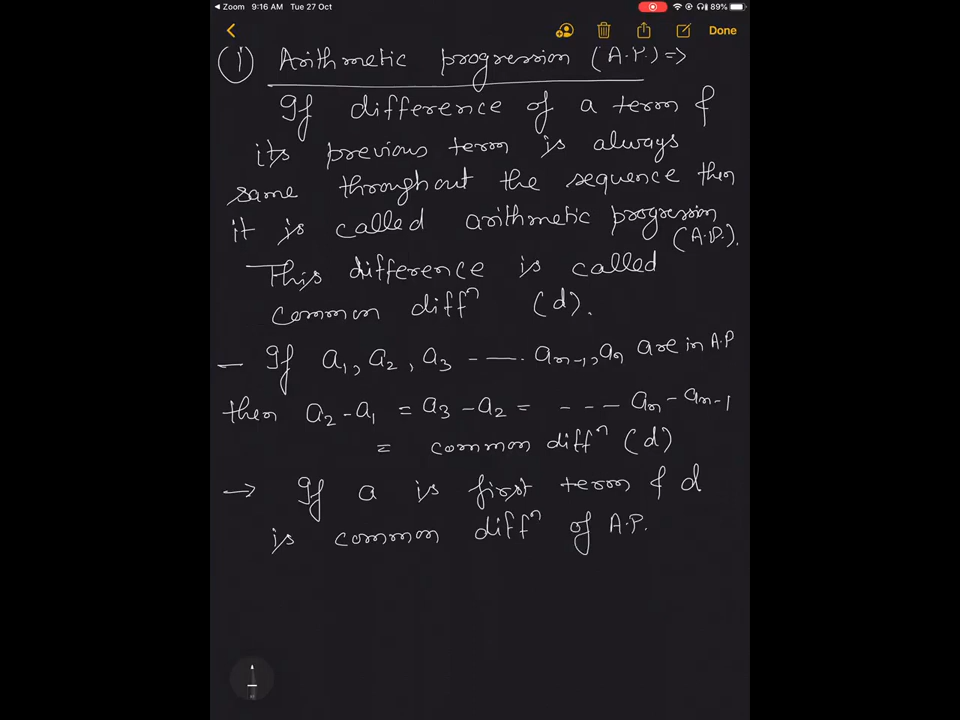 Zoom 9:16 AM Tue 27 Oct 89%
Done
(1) Arithmetic progression (A.P.) ⇒
If difference of a term &
its previous term is always
same throughout the sequence then
it is called arithmetic progression
(A.P.).
This difference is called
common diffⁿ (d).
— If a₁, a₂, a₃ ------. aₙ₋₁, aₙ are in A.P
then a₂ - a₁ = a₃ - a₂ = ---- aₙ - aₙ₋₁
= common diffⁿ (d)
→ If a is first term & d
is common diffⁿ of A.P.